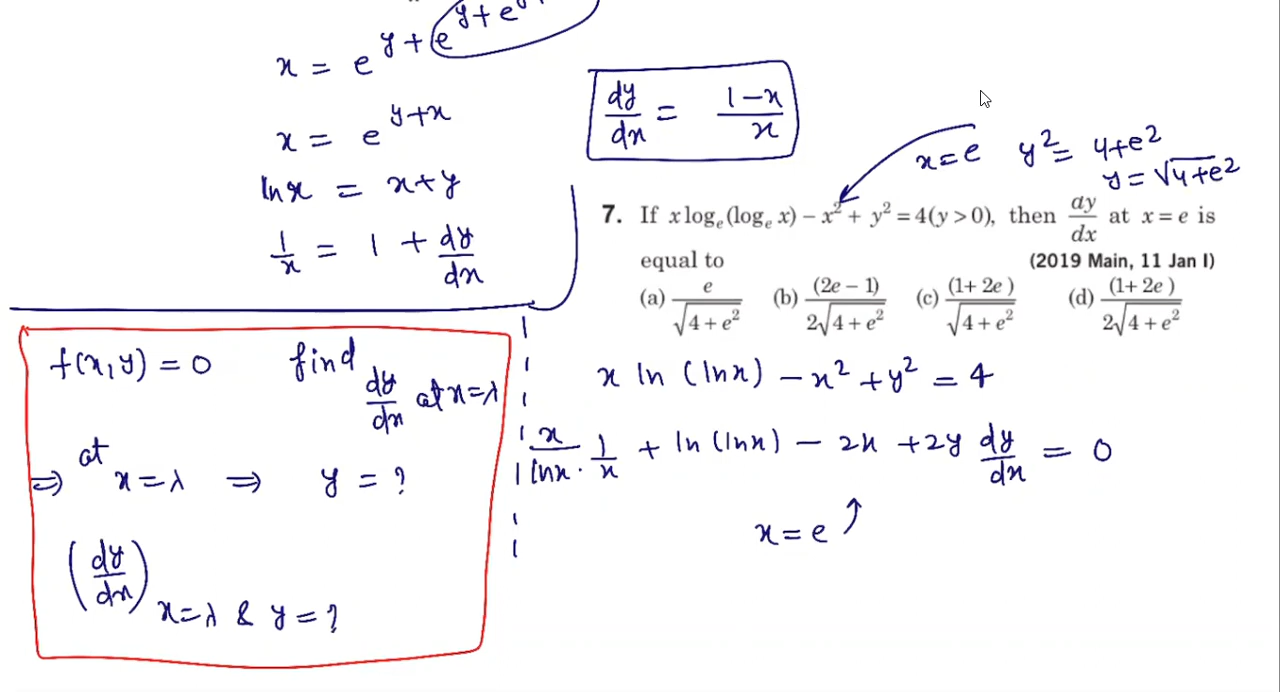 x = e^{y + e^{y + e^{y
x = e^{y+x}
ln x = x+y
1/x = 1 + dy/dx
dy/dx = (1-x)/x
x=e y² = 4+e²
y = √(4+e²)
7. If x logₑ(logₑ x) − x² + y² = 4(y > 0), then dy/dx at x = e is
equal to (2019 Main, 11 Jan I)
(a) e/√(4 + e²) (b) (2e − 1)/(2√(4 + e²)) (c) (1+ 2e)/√(4 + e²) (d) (1+ 2e)/(2√(4 + e²))
x ln (ln x) - x² + y² = 4
x/(ln x) · 1/x + ln (ln x) - 2x + 2y dy/dx = 0
x = e ↑
f(x,y) = 0 find dy/dx at x=λ
⇒ at x=λ ⇒ y = ?
(dy/dx) x=λ & y=?